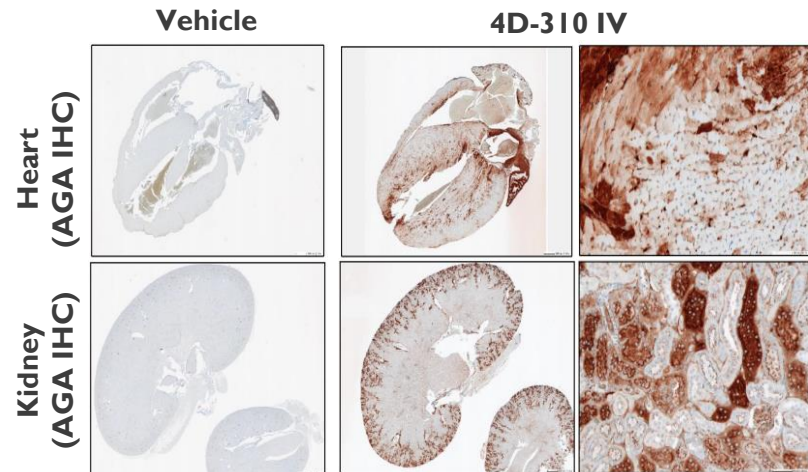 Vehicle
4D-310 IV
Heart
(AGA IHC)
Kidney
(AGA IHC)